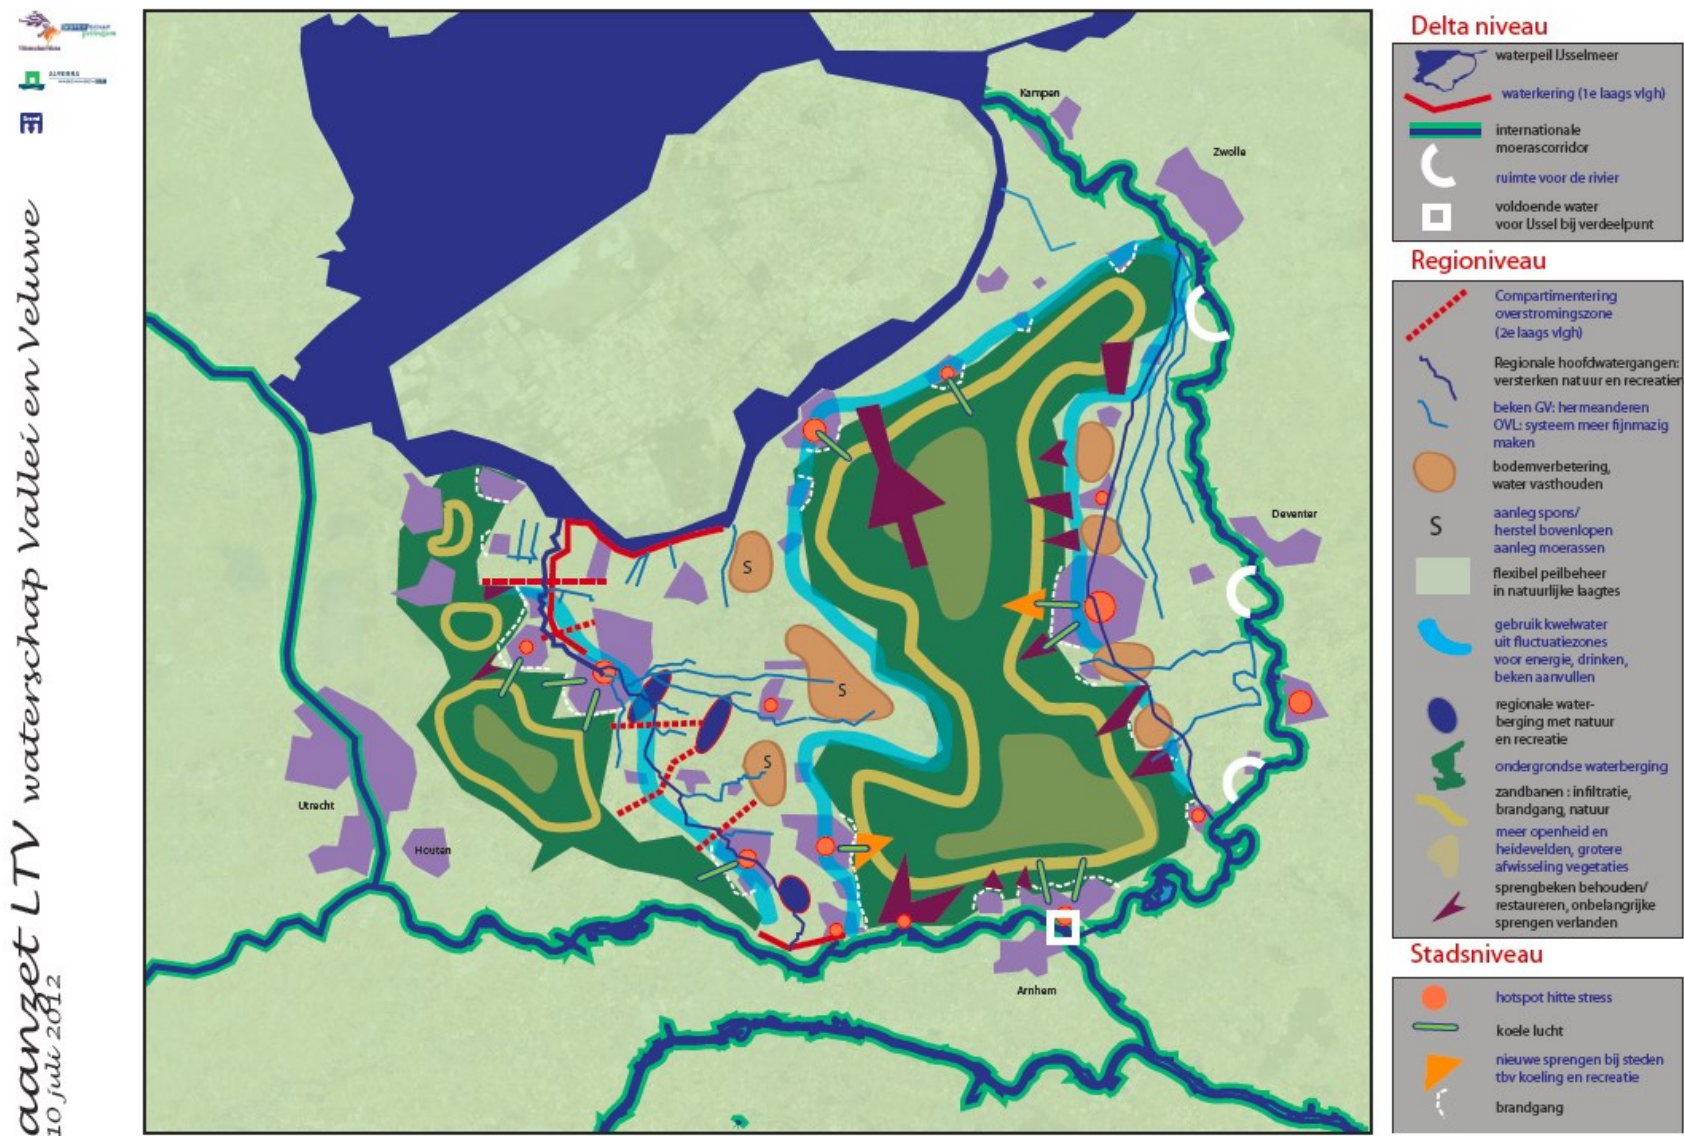 aanzet LTV waterschap Vallei en Veluwe
10 juli 2012
Kampen
Zwolle
Deventer
Utrecht
Houten
Arnhem
S
S
S
Delta niveau
waterpeil IJsselmeer
waterkering (1e laags vlgh)
internationale
moerascorridor
ruimte voor de rivier
voldoende water
voor IJssel bij verdeelpunt
Regioniveau
Compartimentering
overstromingszone
(2e laags vlgh)
Regionale hoofdwatergangen:
versterken natuur en recreatien
beken GV: hermeanderen
OVL: systeem meer fijnmazig
maken
bodemverbetering,
water vasthouden
S
aanleg spons/
herstel bovenlopen
aanleg moerassen
flexibel peilbeheer
in natuurlijke laagtes
gebruik kwelwater
uit fluctuatiezones
voor energie, drinken,
beken aanvullen
regionale water-
berging met natuur
en recreatie
ondergrondse waterberging
zandbanen : infiltratie,
brandgang, natuur
meer openheid en
heidevelden, grotere
afwisseling vegetaties
sprengbeken behouden/
restaureren, onbelangrijke
sprengen verlanden
Stadsniveau
hotspot hitte stress
koele lucht
nieuwe sprengen bij steden
tbv koeling en recreatie
brandgang